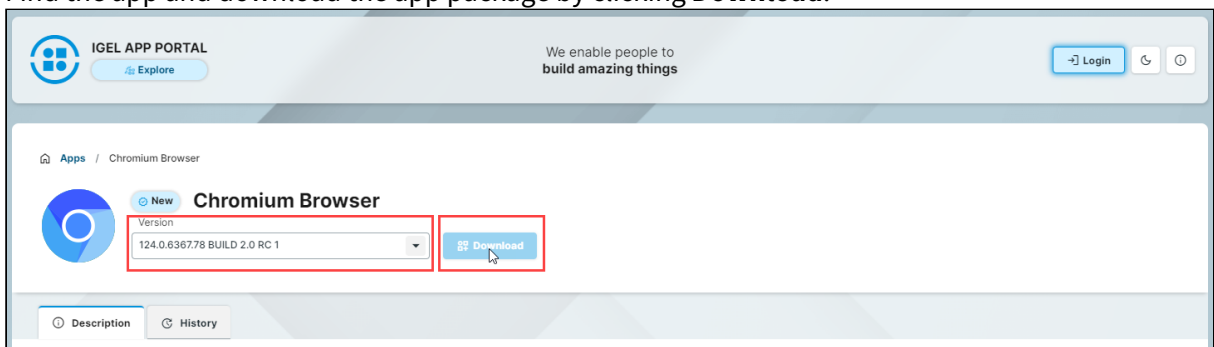 Find the app and download the app package by clicking Download.
IGEL APP PORTAL
Explore
We enable people to
build amazing things
Login
Apps / Chromium Browser
New
Chromium Browser
Version
124.0.6367.78 BUILD 2.0 RC 1
Download
Description
History